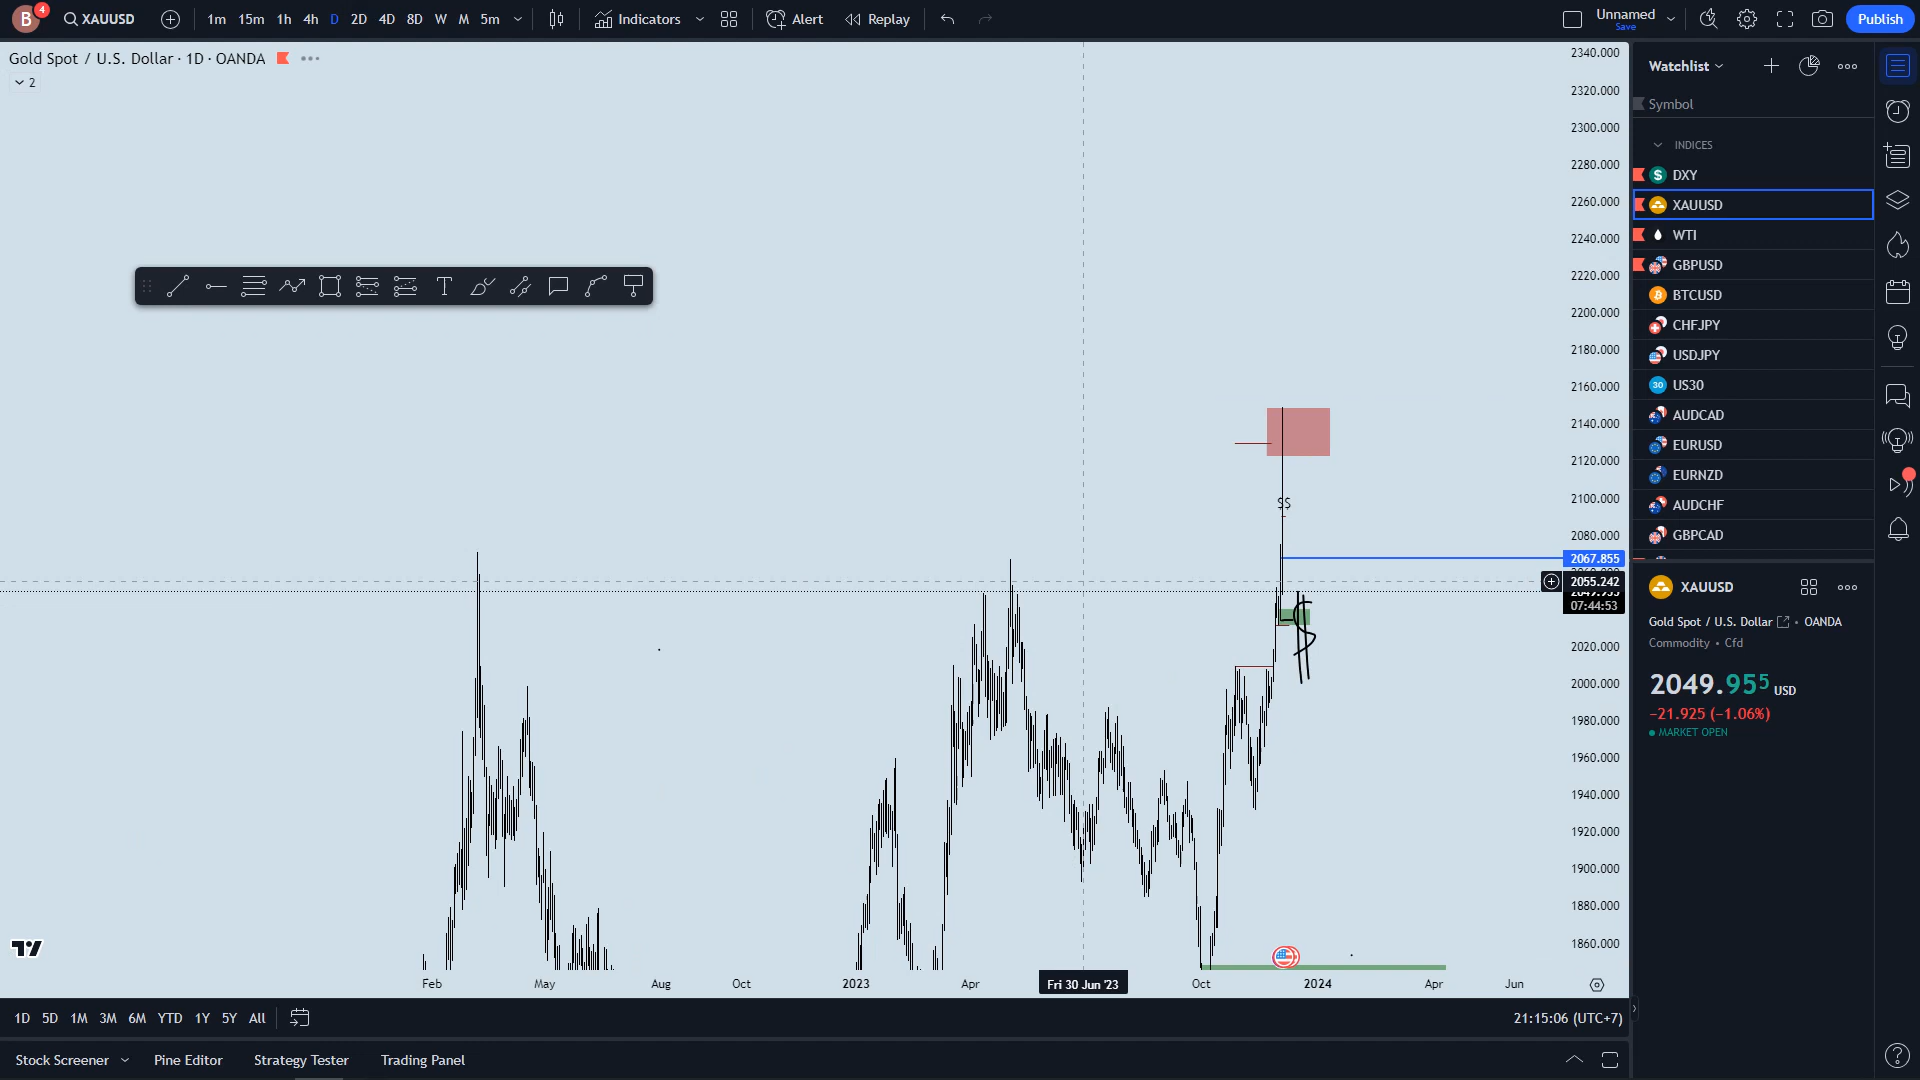 B 4 XAUUSD 1m 15m 1h 4h D 2D 4D 8D W M 5m Indicators Alert Replay Unnamed Save Publish
Gold Spot / U.S. Dollar · 1D · OANDA
2
2340.000
2320.000
2300.000
2280.000
2260.000
2240.000
2220.000
2200.000
2180.000
2160.000
2140.000
2120.000
2100.000
2080.000
2067.855
2055.242
07:44:53
2020.000
2000.000
1980.000
1960.000
1940.000
1920.000
1900.000
1880.000
1860.000
$$
$
Feb May Aug Oct 2023 Apr Fri 30 Jun '23 Oct 2024 Apr Jun
1D 5D 1M 3M 6M YTD 1Y 5Y All 21:15:06 (UTC+7)
Stock Screener Pine Editor Strategy Tester Trading Panel
Watchlist
Symbol
INDICES
DXY
XAUUSD
WTI
GBPUSD
BTCUSD
CHFJPY
USDJPY
30 US30
AUDCAD
EURUSD
EURNZD
AUDCHF
GBPCAD
XAUUSD
Gold Spot / U.S. Dollar • OANDA
Commodity • Cfd
2049.955 USD
−21.925 (−1.06%)
MARKET OPEN